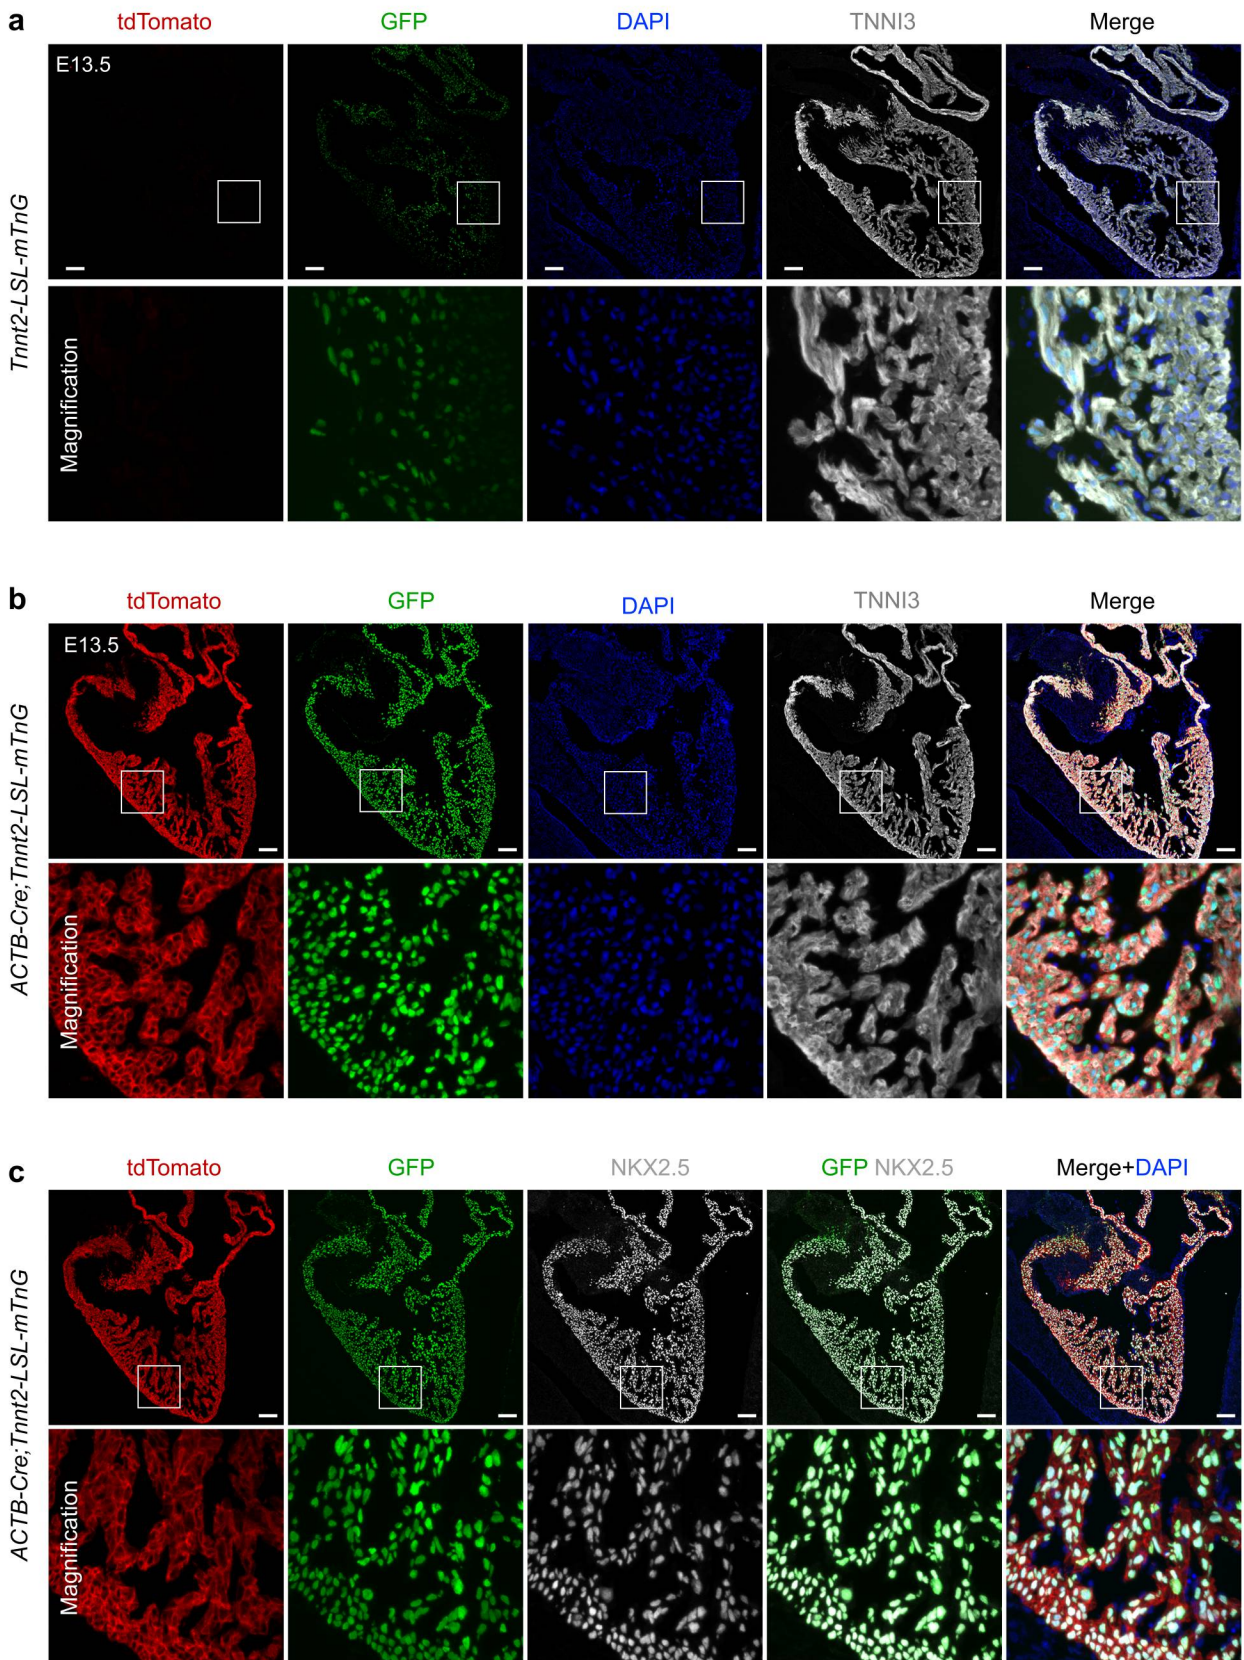 a
tdTomato GFP DAPI TNNI3 Merge
E13.5
Tnnt2-LSL-mTnG
Magnification
b
tdTomato GFP DAPI TNNI3 Merge
E13.5
ACTB-Cre;Tnnt2-LSL-mTnG
Magnification
c
tdTomato GFP NKX2.5 GFP NKX2.5 Merge+DAPI
ACTB-Cre;Tnnt2-LSL-mTnG
Magnification